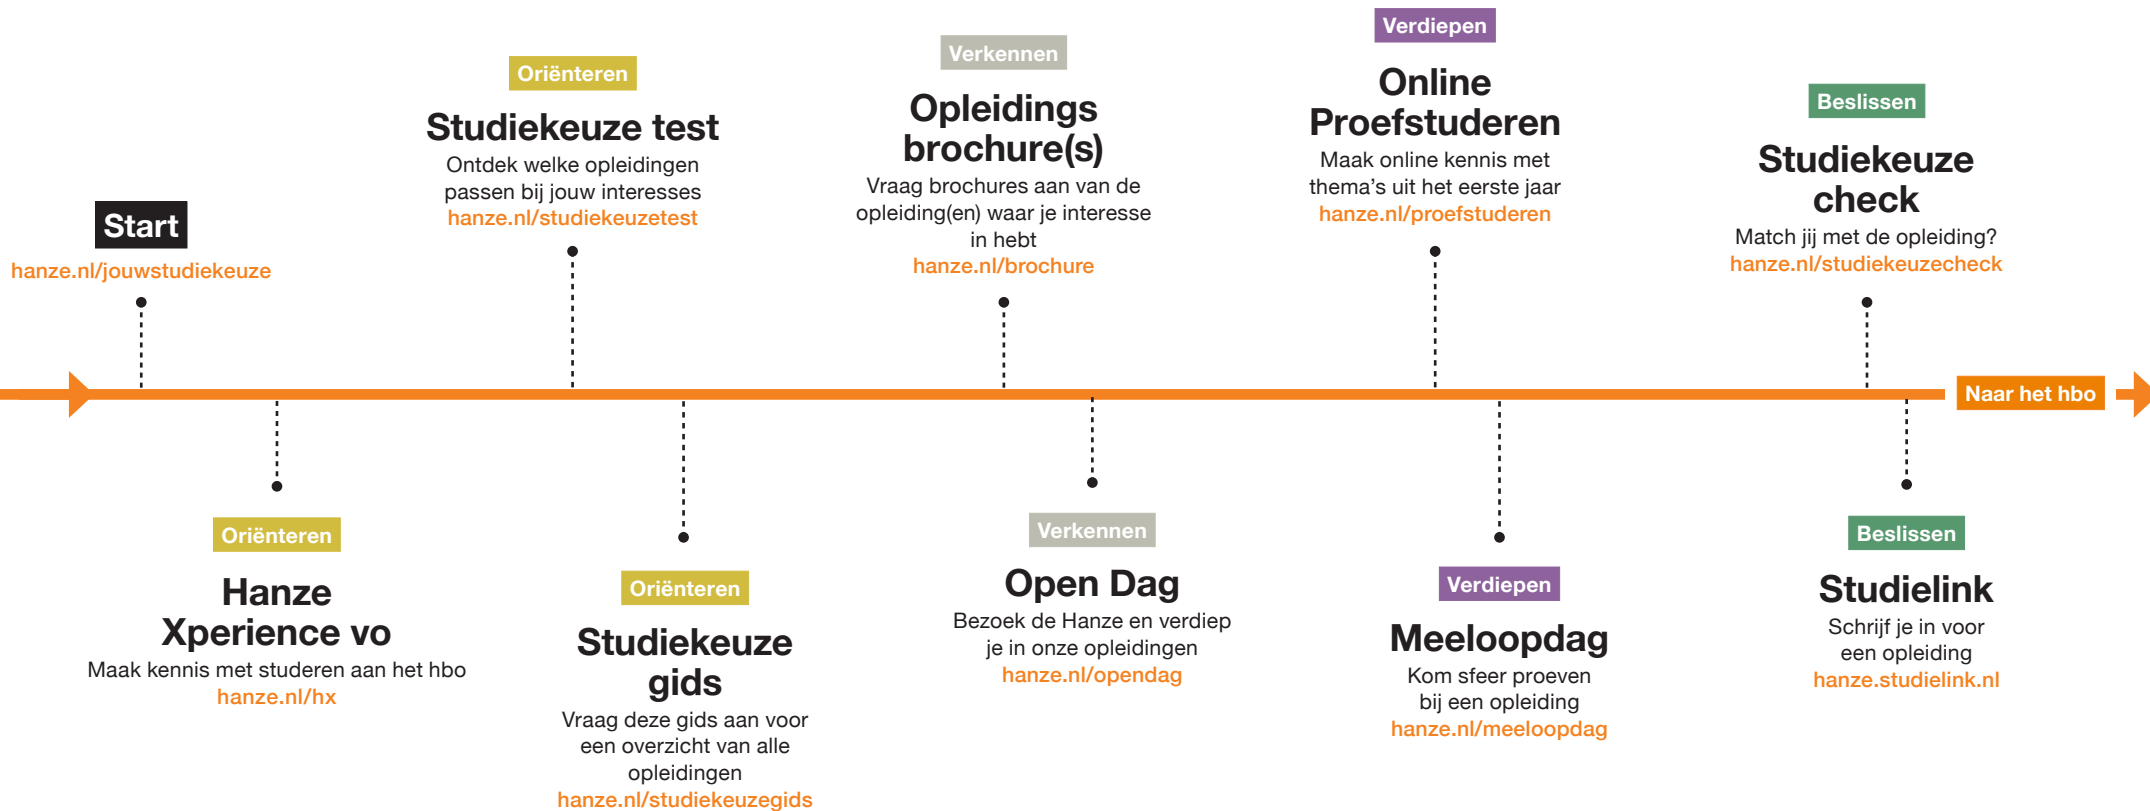 Start
hanze.nl/jouwstudiekeuze
Oriënteren
Hanze
Xperience vo
Maak kennis met studeren aan het hbo
hanze.nl/hx
Oriënteren
Studiekeuze test
Ontdek welke opleidingen
passen bij jouw interesses
hanze.nl/studiekeuzetest
Oriënteren
Studiekeuze
gids
Vraag deze gids aan voor
een overzicht van alle
opleidingen
hanze.nl/studiekeuzegids
Verkennen
Opleidings
brochure(s)
Vraag brochures aan van de
opleiding(en) waar je interesse
in hebt
hanze.nl/brochure
Verkennen
Open Dag
Bezoek de Hanze en verdiep
je in onze opleidingen
hanze.nl/opendag
Verdiepen
Online
Proefstuderen
Maak online kennis met
thema’s uit het eerste jaar
hanze.nl/proefstuderen
Verdiepen
Meeloopdag
Kom sfeer proeven
bij een opleiding
hanze.nl/meeloopdag
Beslissen
Studiekeuze
check
Match jij met de opleiding?
hanze.nl/studiekeuzecheck
Beslissen
Studielink
Schrijf je in voor
een opleiding
hanze.studielink.nl
Naar het hbo